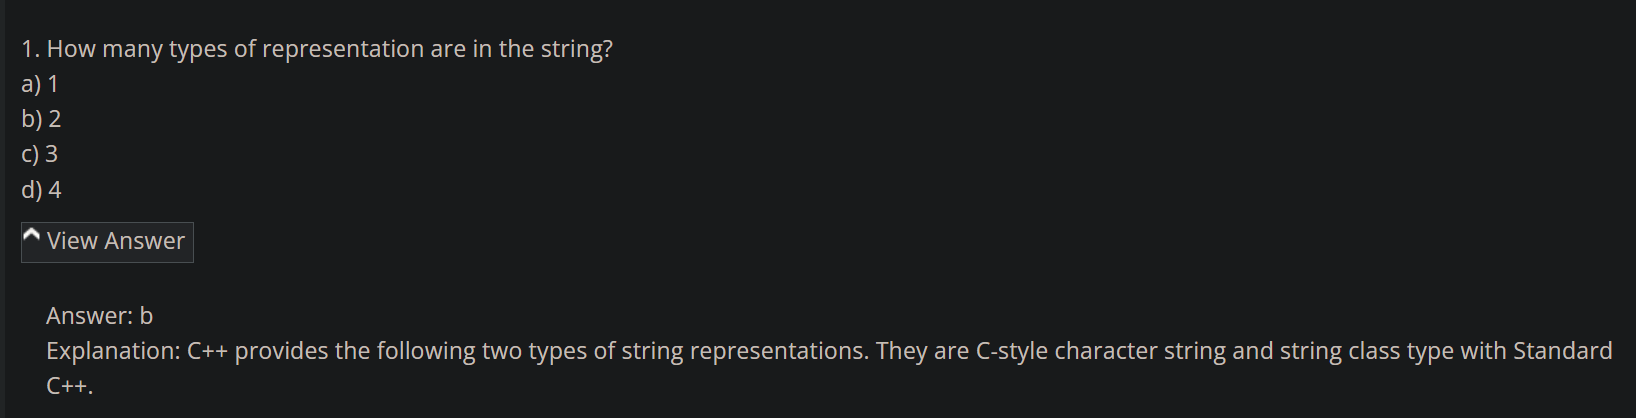 1. How many types of representation are in the string?
a) 1
b) 2
c) 3
d) 4
View Answer
Answer: b
Explanation: C++ provides the following two types of string representations. They are C-style character string and string class type with Standard
C++.